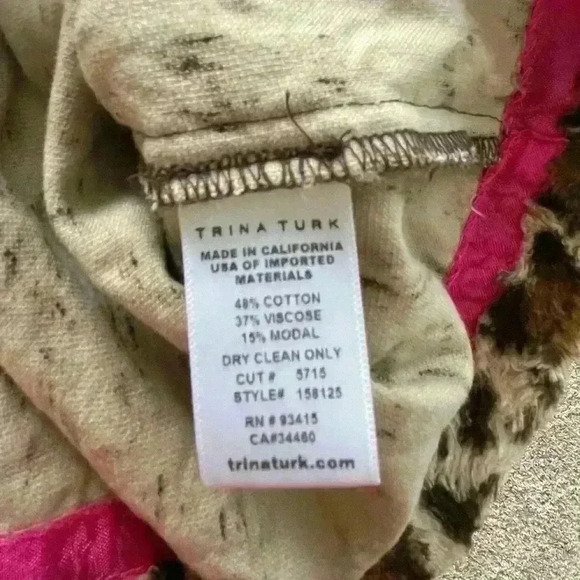 TRINA TURK
MADE IN CALIFORNIA
USA OF IMPORTED
MATERIALS
48% COTTON
37% VISCOSE
15% MODAL
DRY CLEAN ONLY
CUT # 5715
STYLE# 158125
RN # 93415
CA#34460
trinaturk.com